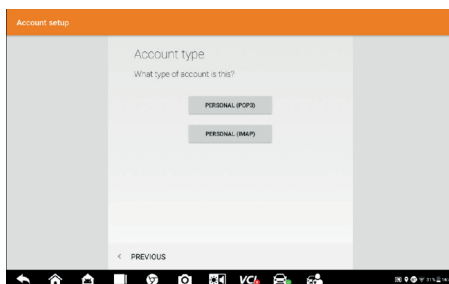 Account setup
Account type
What type of account is this?
PERSONAL (POP3)
PERSONAL (IMAP)
< PREVIOUS
VCI